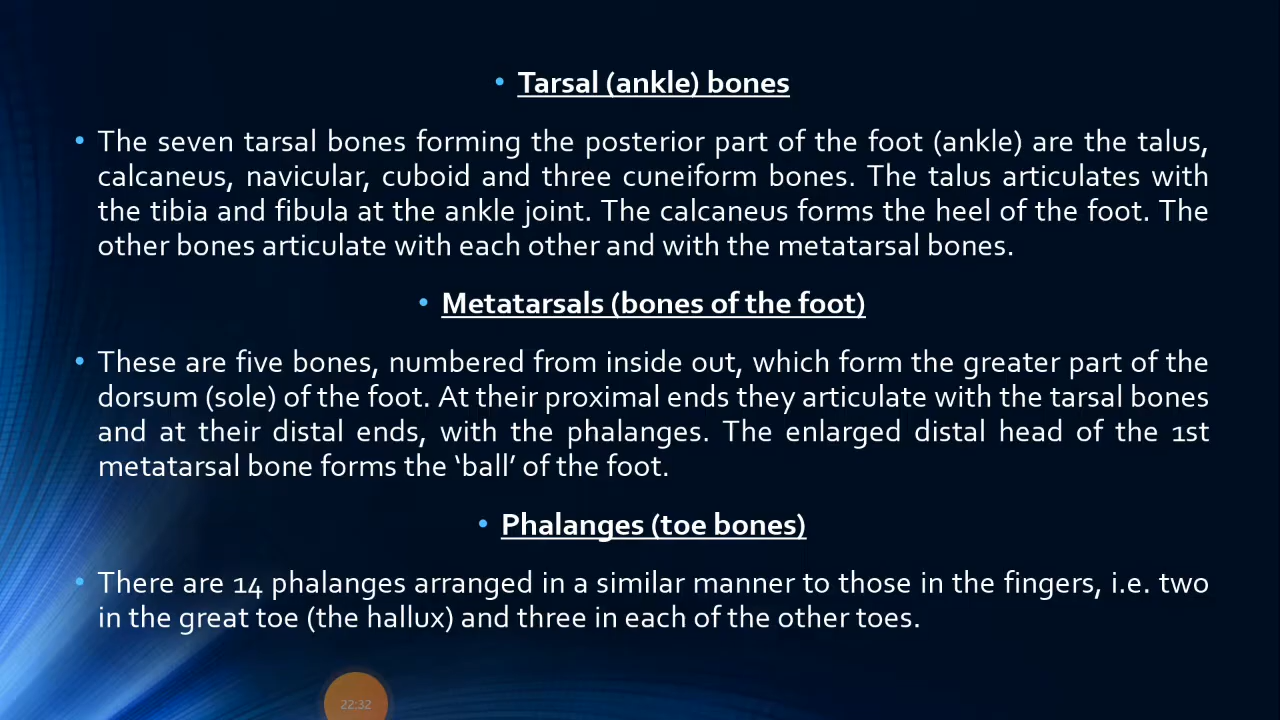 • Tarsal (ankle) bones
• The seven tarsal bones forming the posterior part of the foot (ankle) are the talus,
calcaneus, navicular, cuboid and three cuneiform bones. The talus articulates with
the tibia and fibula at the ankle joint. The calcaneus forms the heel of the foot. The
other bones articulate with each other and with the metatarsal bones.
• Metatarsals (bones of the foot)
• These are five bones, numbered from inside out, which form the greater part of the
dorsum (sole) of the foot. At their proximal ends they articulate with the tarsal bones
and at their distal ends, with the phalanges. The enlarged distal head of the 1st
metatarsal bone forms the ‘ball’ of the foot.
• Phalanges (toe bones)
• There are 14 phalanges arranged in a similar manner to those in the fingers, i.e. two
in the great toe (the hallux) and three in each of the other toes.
22:32